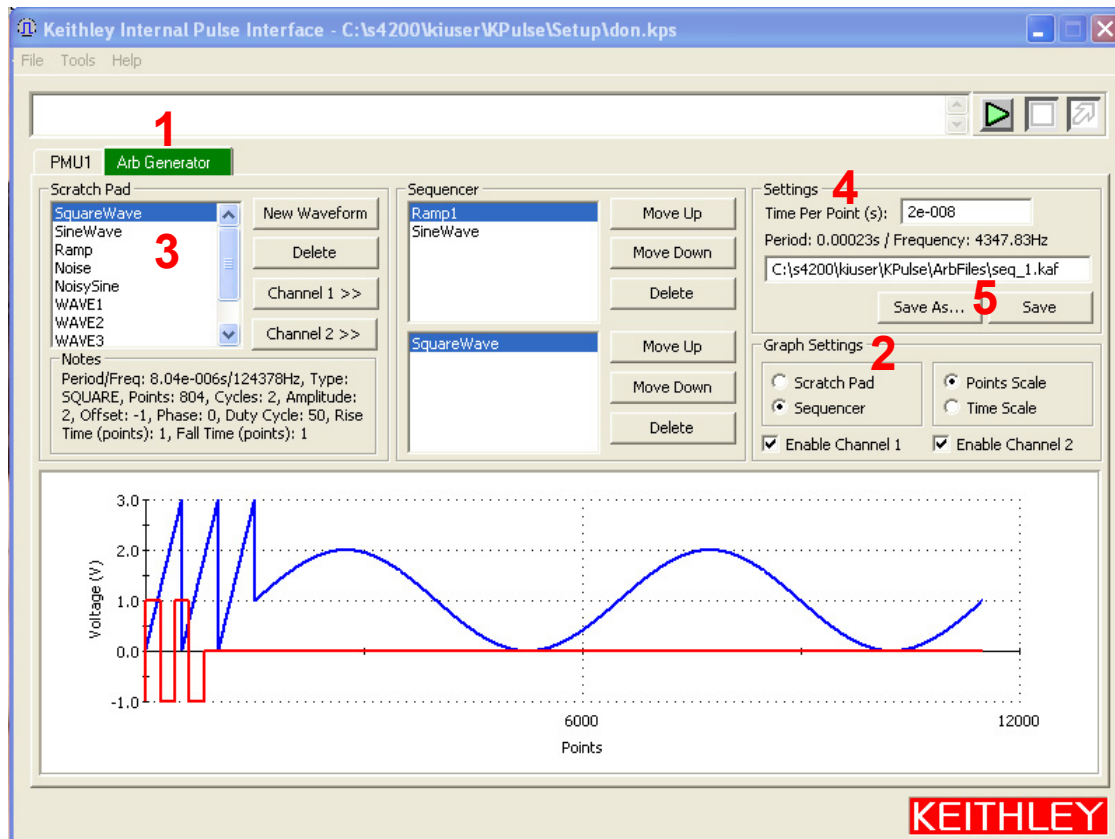 Keithley Internal Pulse Interface - C:\s4200\kiuser\KPulse\Setup\don.kps
File Tools Help
1
PMU1 Arb Generator
Scratch Pad
SquareWave
SineWave
Ramp
Noise
NoisySine
WAVE1
WAVE2
WAVE3
3
New Waveform
Delete
Channel 1 >>
Channel 2 >>
Notes
Period/Freq: 8.04e-006s/124378Hz, Type:
SQUARE, Points: 804, Cycles: 2, Amplitude:
2, Offset: -1, Phase: 0, Duty Cycle: 50, Rise
Time (points): 1, Fall Time (points): 1
Sequencer
Ramp1
SineWave
Move Up
Move Down
Delete
SquareWave
Move Up
Move Down
Delete
Settings
4
Time Per Point (s): 2e-008
Period: 0.00023s / Frequency: 4347.83Hz
C:\s4200\kiuser\KPulse\ArbFiles\seq_1.kaf
Save As... 5 Save
Graph Settings
2
Scratch Pad
Sequencer
Points Scale
Time Scale
Enable Channel 1
Enable Channel 2
Voltage (V)
3.0
2.0
1.0
0.0
-1.0
6000
12000
Points
KEITHLEY